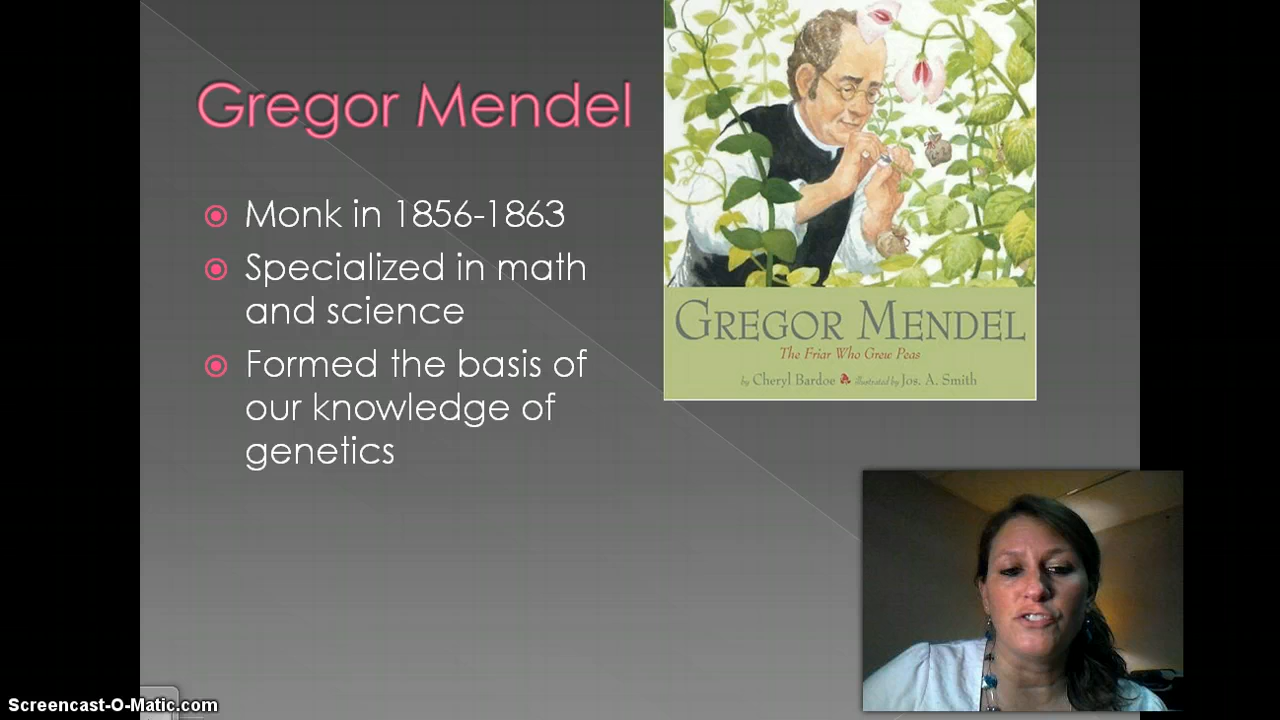 Gregor Mendel
Monk in 1856-1863
Specialized in math
and science
Formed the basis of
our knowledge of
genetics
GREGOR MENDEL
The Friar Who Grew Peas
by Cheryl Bardoe illustrated by Jos. A. Smith
Screencast-O-Matic.com